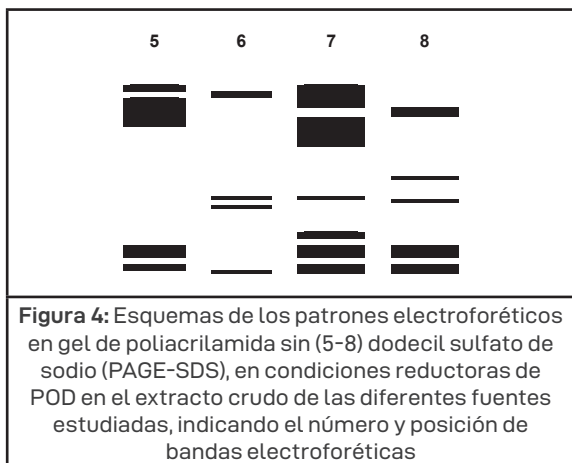 5 6 7 8
Figura 4: Esquemas de los patrones electroforéticos
en gel de poliacrilamida sin (5-8) dodecil sulfato de
sodio (PAGE-SDS), en condiciones reductoras de
POD en el extracto crudo de las diferentes fuentes
estudiadas, indicando el número y posición de
bandas electroforéticas